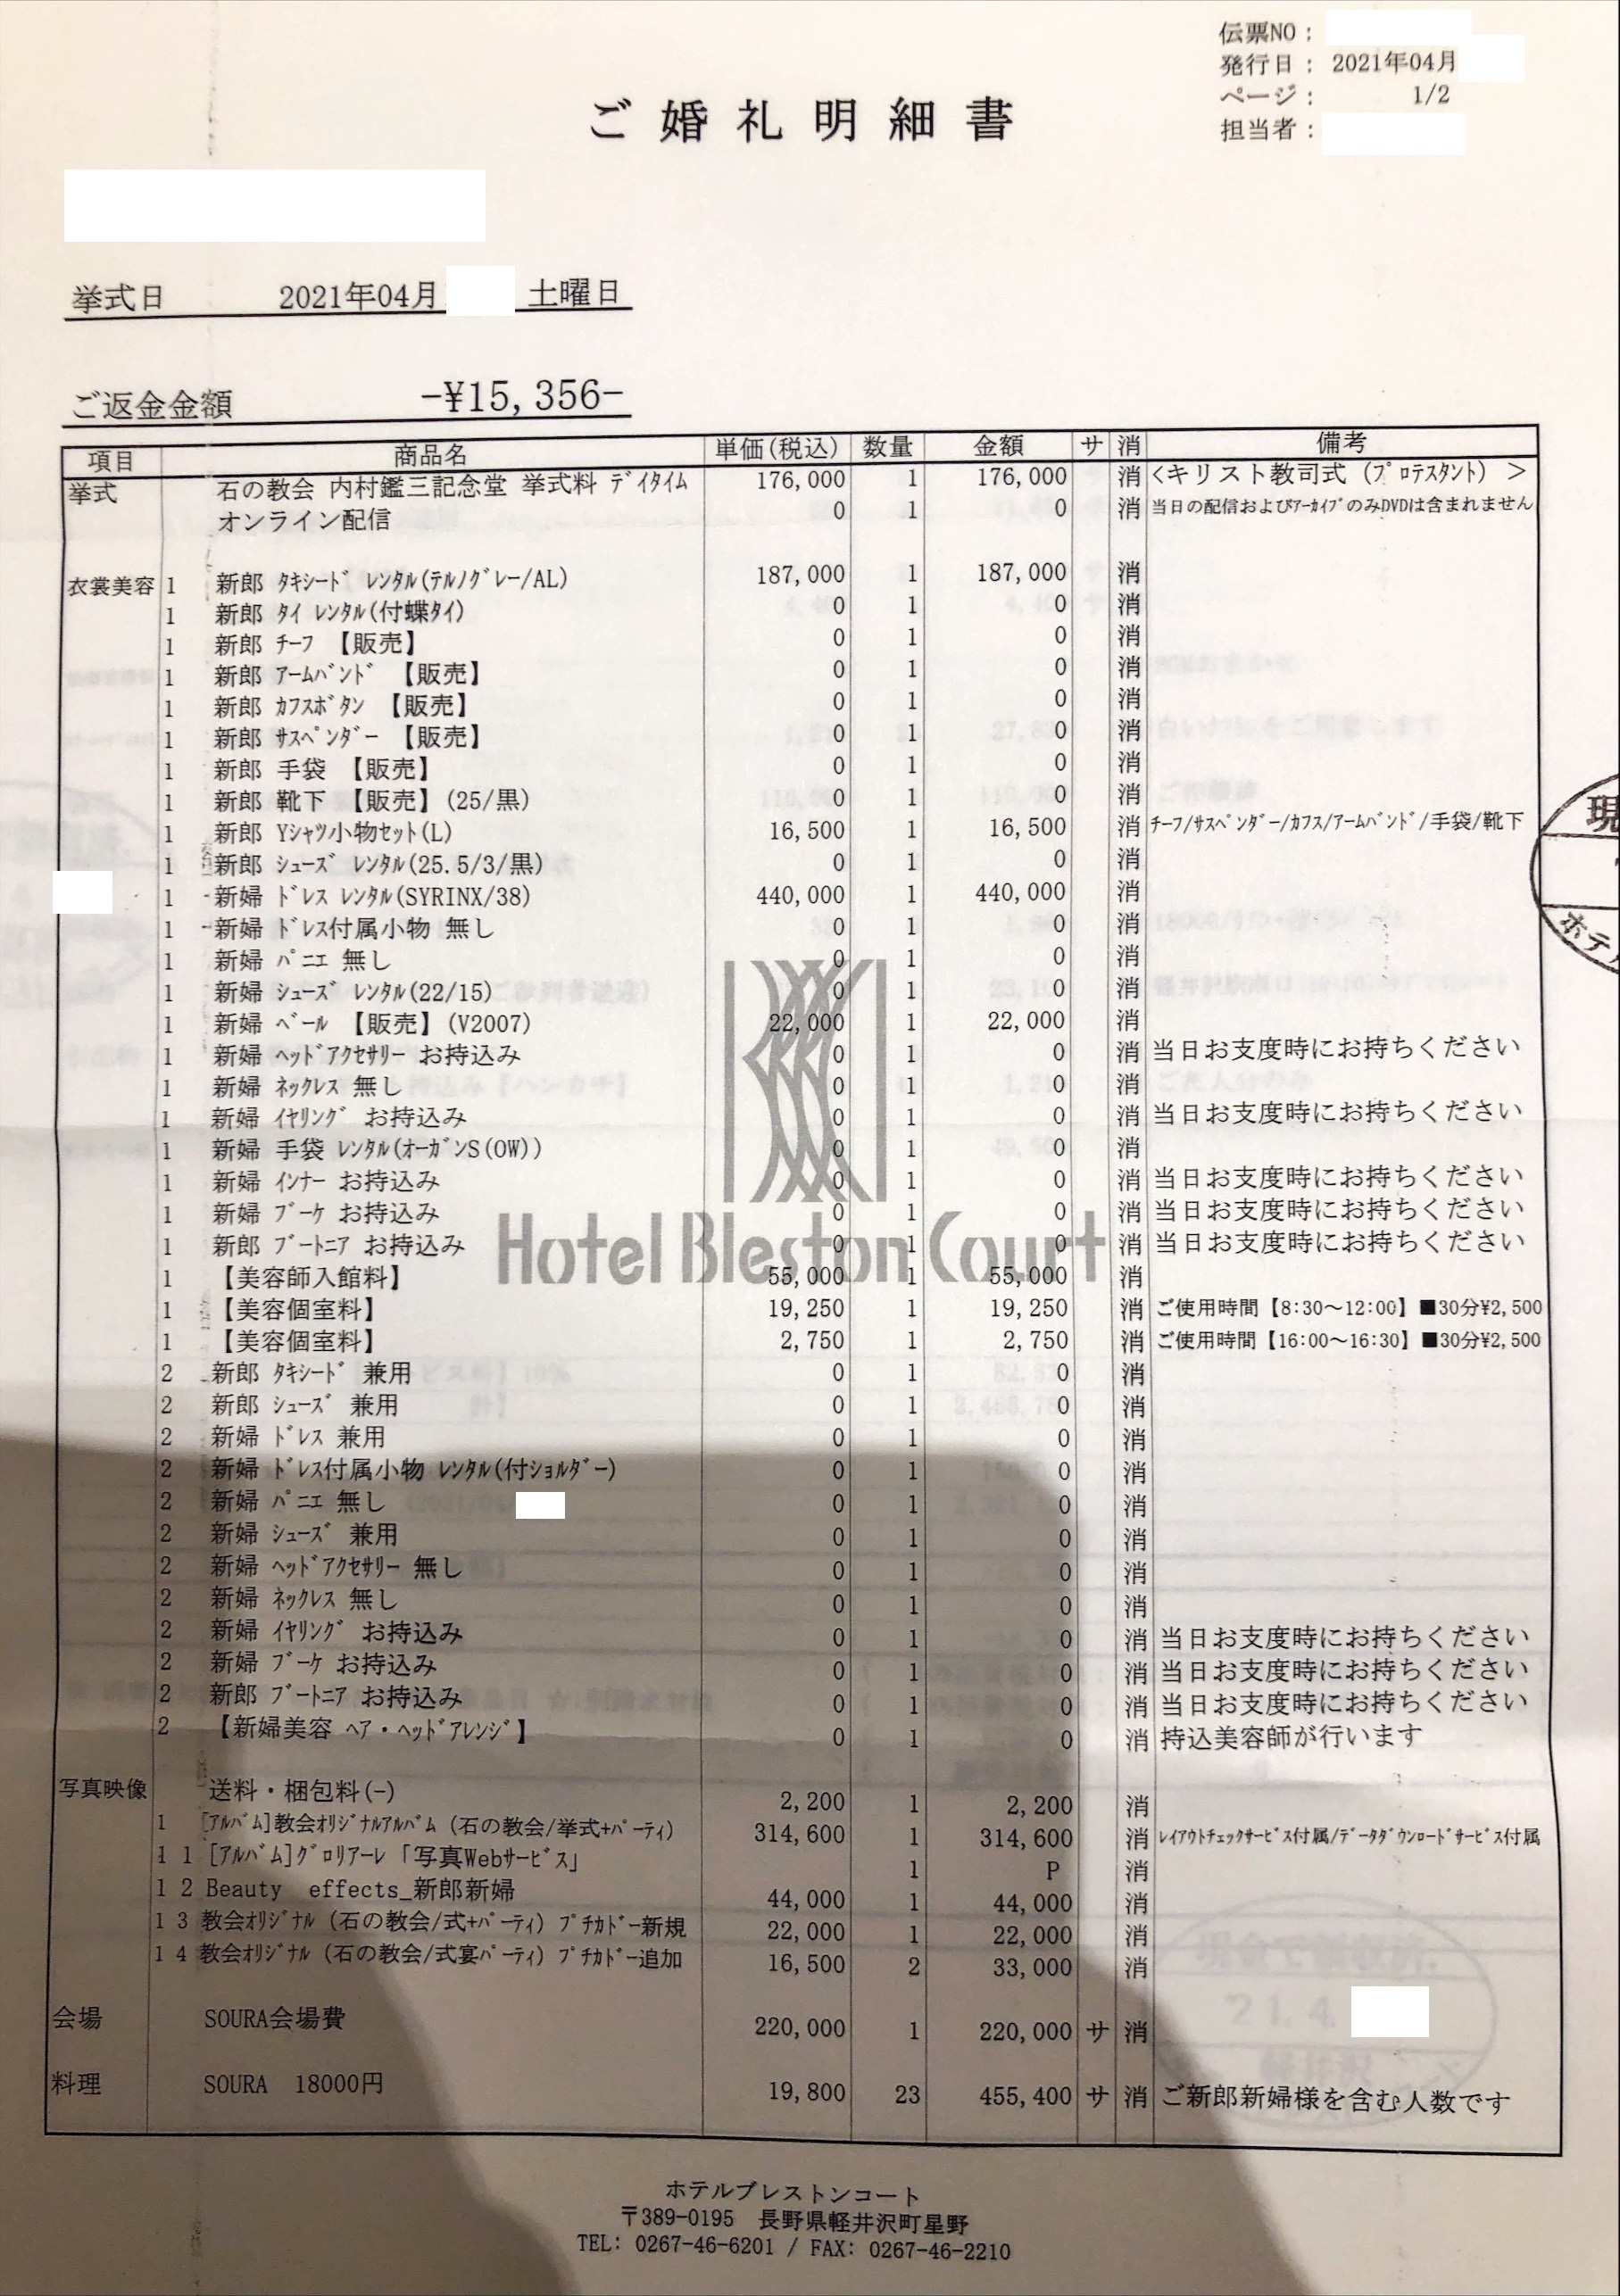 伝票NO：
発行日： 2021年04月
ページ： 1/2
担当者：
ご婚礼明細書
挙式日 2021年04月 土曜日
ご返金金額 -¥15,356-
項目 商品名 単価(税込) 数量 金額 サ 消 備考
挙式 石の教会 内村鑑三記念堂 挙式料 ﾃﾞｲﾀｲﾑ 176,000 1 176,000 消 <キリスト教司式（ﾌﾟﾛﾃｽﾀﾝﾄ）＞
オンライン配信 0 1 0 消 当日の配信およびｱｰｶｲﾌﾞのみDVDは含まれません
衣裳美容 1 新郎 ﾀｷｼｰﾄﾞ ﾚﾝﾀﾙ(ﾃﾙﾉｸﾞﾚｰ/AL) 187,000 1 187,000 消
1 新郎 ﾀｲ ﾚﾝﾀﾙ(付蝶ﾀｲ) 0 1 0 消
1 新郎 ﾁｰﾌ 【販売】 0 1 0 消
1 新郎 ｱｰﾑﾊﾞﾝﾄﾞ 【販売】 0 1 0 消
1 新郎 ｶﾌｽﾎﾞﾀﾝ 【販売】 0 1 0 消
1 新郎 ｻｽﾍﾟﾝﾀﾞｰ 【販売】 0 1 0 消
1 新郎 手袋 【販売】 0 1 0 消
1 新郎 靴下 【販売】(25/黒) 0 1 0 消
1 新郎 Yｼｬﾂ小物ｾｯﾄ(L) 16,500 1 16,500 消 ﾁｰﾌ/ｻｽﾍﾟﾝﾀﾞｰ/ｶﾌｽ/ｱｰﾑﾊﾞﾝﾄﾞ/手袋/靴下
1 新郎 ｼｭｰｽﾞ ﾚﾝﾀﾙ(25.5/3/黒) 0 1 0 消
1 新婦 ﾄﾞﾚｽ ﾚﾝﾀﾙ(SYRINX/38) 440,000 1 440,000 消
1 新婦 ﾄﾞﾚｽ付属小物 無し 0 1 0 消
1 新婦 ﾊﾟﾆｴ 無し 0 1 0 消
1 新婦 ｼｭｰｽﾞ ﾚﾝﾀﾙ(22/15) 0 1 0 消
1 新婦 ﾍﾞｰﾙ 【販売】(V2007) 22,000 1 22,000 消
1 新婦 ﾍｯﾄﾞｱｸｾｻﾘｰ お持込み 0 1 0 消 当日お支度時にお持ちください
1 新婦 ﾈｯｸﾚｽ 無し 0 1 0 消
1 新婦 ｲﾔﾘﾝｸﾞ お持込み 0 1 0 消 当日お支度時にお持ちください
1 新婦 手袋 ﾚﾝﾀﾙ(ｵｰｶﾞﾝS(OW)) 0 1 0 消
1 新婦 ｲﾝﾅｰ お持込み 0 1 0 消 当日お支度時にお持ちください
1 新婦 ﾌﾞｰｹ お持込み 0 1 0 消 当日お支度時にお持ちください
1 新郎 ﾌﾞｰﾄﾆｱ お持込み 0 1 0 消 当日お支度時にお持ちください
Hotel Bleston Court
1 【美容師入館料】 55,000 1 55,000 消
1 【美容個室料】 19,250 1 19,250 消 ご使用時間【8:30～12:00】■30分¥2,500
1 【美容個室料】 2,750 1 2,750 消 ご使用時間【16:00～16:30】■30分¥2,500
2 新郎 ﾀｷｼｰﾄﾞ 兼用 0 1 0 消
2 新郎 ｼｭｰｽﾞ 兼用 0 1 0 消
2 新婦 ﾄﾞﾚｽ 兼用 0 1 0 消
2 新婦 ﾄﾞﾚｽ付属小物 ﾚﾝﾀﾙ(付ｼｮﾙﾀﾞｰ) 0 1 0 消
2 新婦 ﾊﾟﾆｴ 無し 0 1 0 消
2 新婦 ｼｭｰｽﾞ 兼用 0 1 0 消
2 新婦 ﾍｯﾄﾞｱｸｾｻﾘｰ 無し 0 1 0 消
2 新婦 ﾈｯｸﾚｽ 無し 0 1 0 消
2 新婦 ｲﾔﾘﾝｸﾞ お持込み 0 1 0 消 当日お支度時にお持ちください
2 新婦 ﾌﾞｰｹ お持込み 0 1 0 消 当日お支度時にお持ちください
2 新郎 ﾌﾞｰﾄﾆｱ お持込み 0 1 0 消 当日お支度時にお持ちください
2 【新婦美容 ﾍｱ・ﾍｯﾄﾞｱﾚﾝｼﾞ】 0 1 0 消 持込美容師が行います
写真映像 送料・梱包料(-) 2,200 1 2,200 消
1 [ｱﾙﾊﾞﾑ]教会ｵﾘｼﾞﾅﾙｱﾙﾊﾞﾑ（石の教会/挙式+ﾊﾟｰﾃｨ） 314,600 1 314,600 消 ﾚｲｱｳﾄﾁｪｯｸｻｰﾋﾞｽ付属/ﾃﾞｰﾀﾀﾞｳﾝﾛｰﾄﾞｻｰﾋﾞｽ付属
1 1 [ｱﾙﾊﾞﾑ]ｸﾞﾛﾘｱｰﾚ「写真Webｻｰﾋﾞｽ」 1 P 消
1 2 Beauty effects_新郎新婦 44,000 1 44,000 消
1 3 教会ｵﾘｼﾞﾅﾙ（石の教会/式+ﾊﾟｰﾃｨ）ﾌﾟﾁｶﾄﾞｰ新規 22,000 1 22,000 消
1 4 教会ｵﾘｼﾞﾅﾙ（石の教会/式宴ﾊﾟｰﾃｨ）ﾌﾟﾁｶﾄﾞｰ追加 16,500 2 33,000 消
会場 SOURA会場費 220,000 1 220,000 サ 消
料理 SOURA 18000円 19,800 23 455,400 サ 消 ご新郎新婦様を含む人数です
ホテルブレストンコート
〒389-0195 長野県軽井沢町星野
TEL: 0267-46-6201 / FAX: 0267-46-2210